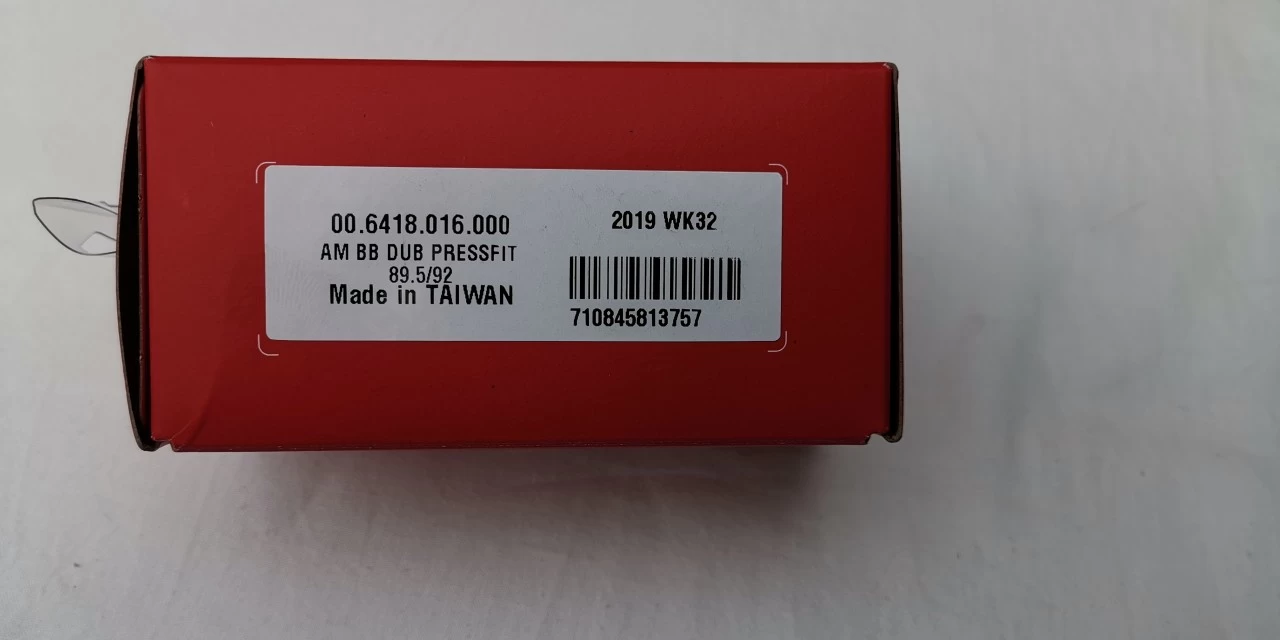 00.6418.016.000
AM BB DUB PRESSFIT
89.5/92
Made in TAIWAN
2019 WK32
710845813757